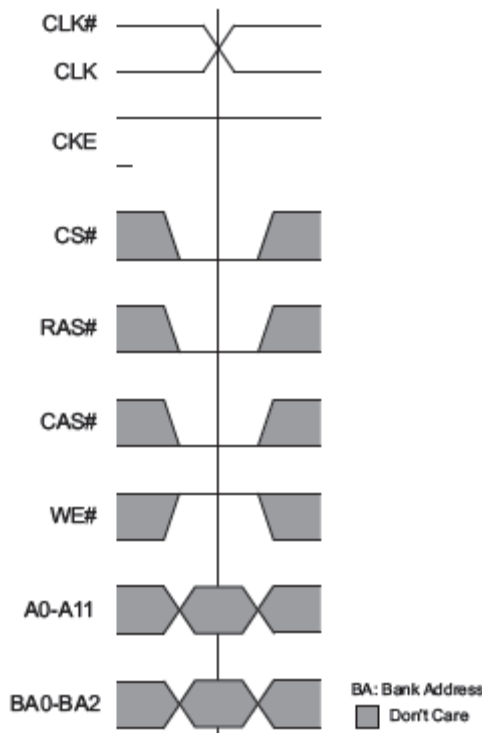 CLK#
CLK
CKE
CS#
RAS#
CAS#
WE#
A0-A11
BA0-BA2
BA: Bank Address
Don't Care